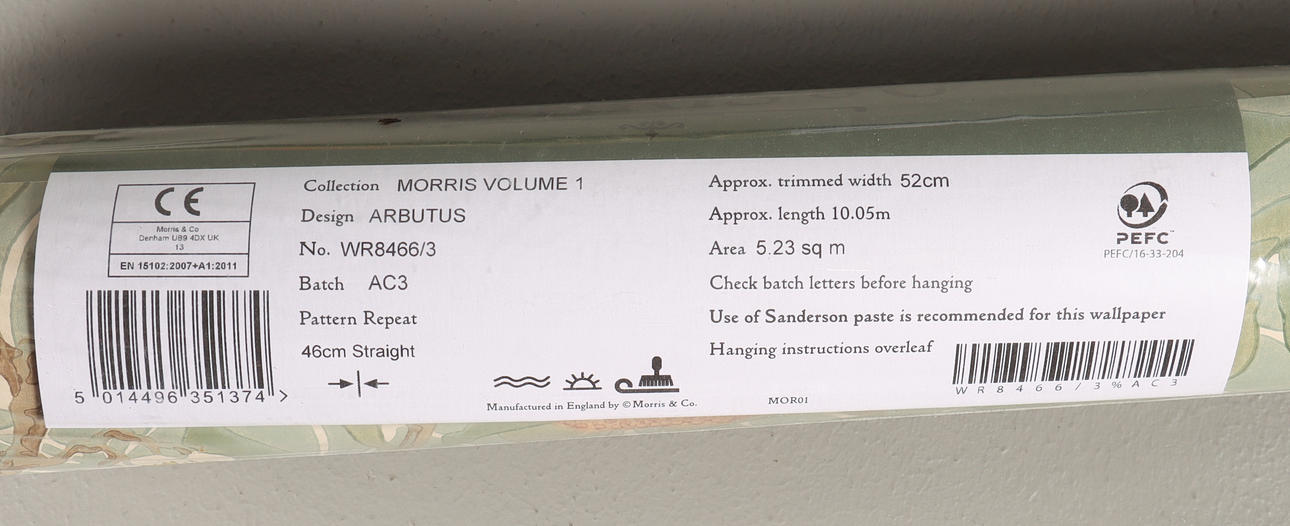 CE
Morris & Co
Denham UB9 4DX UK
13
EN 15102:2007+A1:2011
5 014496 351374 >
Collection MORRIS VOLUME 1
Design ARBUTUS
No. WR8466/3
Batch AC3
Pattern Repeat
46cm Straight
Manufactured in England by © Morris & Co.
MOR01
Approx. trimmed width 52cm
Approx. length 10.05m
Area 5.23 sq m
Check batch letters before hanging
Use of Sanderson paste is recommended for this wallpaper
Hanging instructions overleaf
PEFC™
PEFC/16-33-204
WR8466/3%AC3